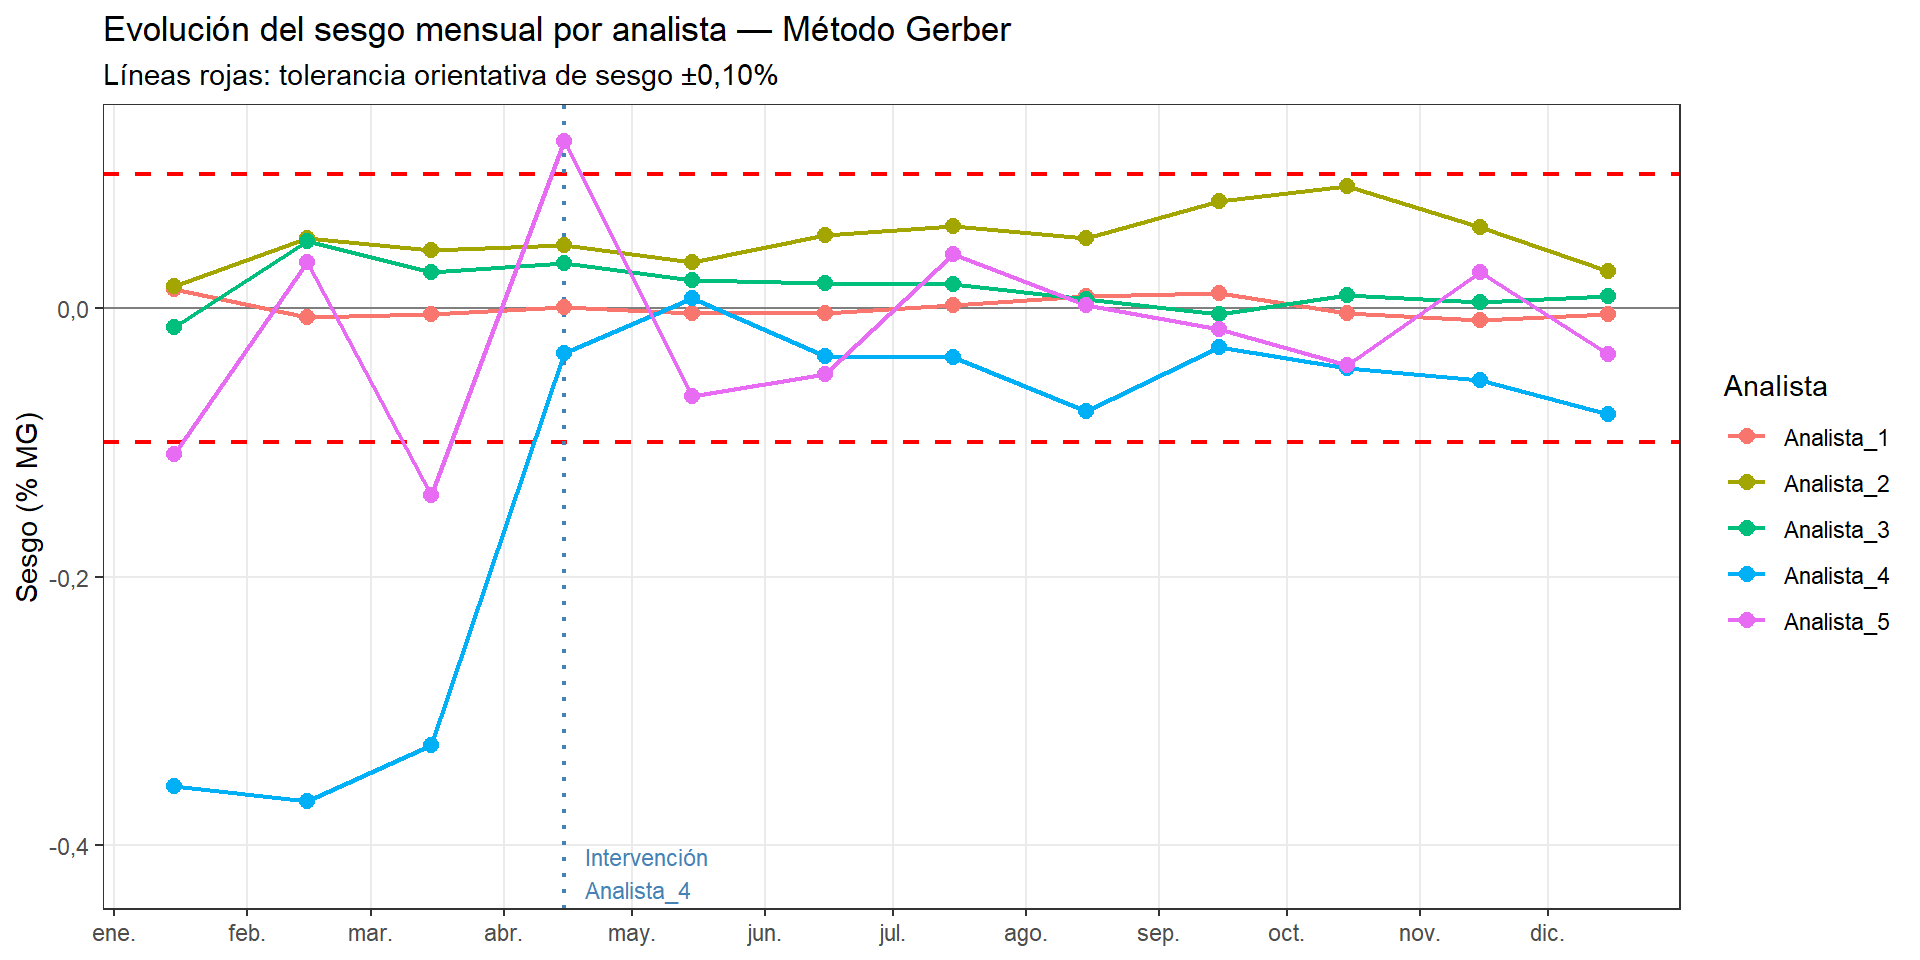 Evolución del sesgo mensual por analista — Método Gerber
Líneas rojas: tolerancia orientativa de sesgo ±0,10%
Sesgo (% MG)
0,0
-0,2
-0,4
Intervención
Analista_4
ene.
feb.
mar.
abr.
may.
jun.
jul.
ago.
sep.
oct.
nov.
dic.
Analista
Analista_1
Analista_2
Analista_3
Analista_4
Analista_5